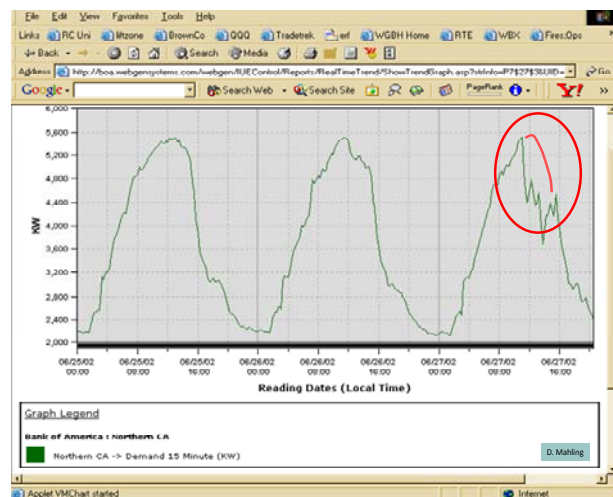 File Edit View Favorites Tools Help
Links RC Uni litzone BrownCo QQQ Tradetrek erf WGBH Home RTE WBX Fires:Ops
Back Search Media
Address http://boa.webgensystems.com/webgen/IUEControl/Reports/RealTimeTrend/ShowTrendGraph.asp? Go
Google Search Web Search Site PageRank Y! »
6,000
5,600
4,800
4,400
4,000
3,600
3,200
2,800
2,400
2,000
KW
06/25/02 06/25/02 06/25/02 06/26/02 06/26/02 06/26/02 06/27/02 06/27/02 06/27/02
00:00 09:00 16:00 00:00 09:00 16:00 00:00 09:00 16:00
Reading Dates (Local Time)
Graph Legend
Bank of America : Northern CA
Northern CA -> Demand 15 Minute (KW)
D. Mahling
Applet VMChart started Internet